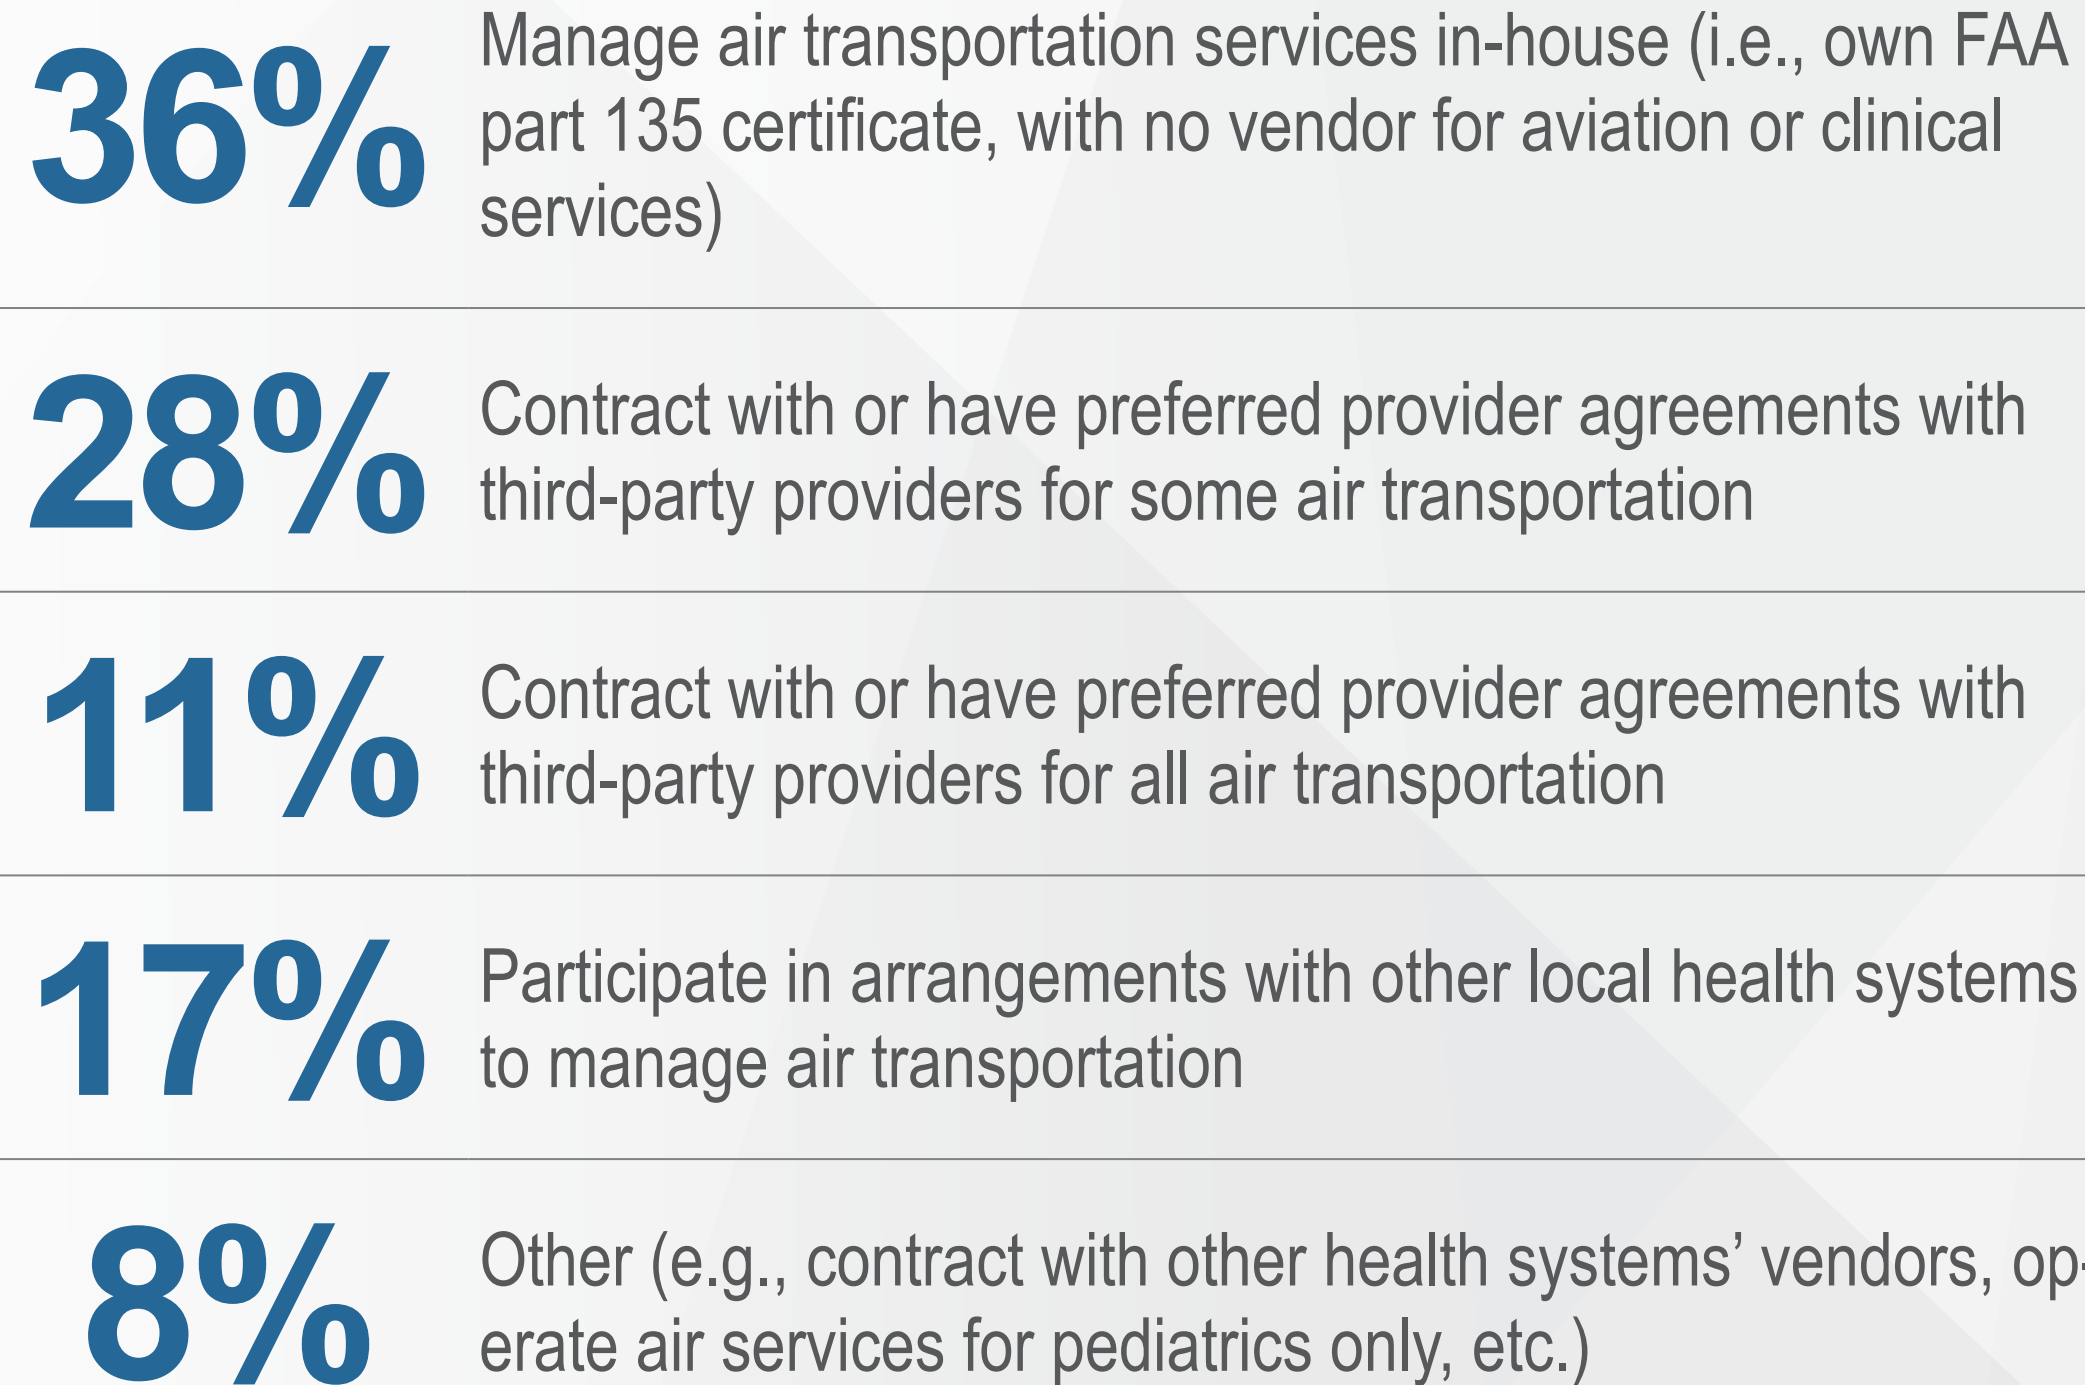 36%
Manage air transportation services in-house (i.e., own FAA
part 135 certificate, with no vendor for aviation or clinical
services)
28%
Contract with or have preferred provider agreements with
third-party providers for some air transportation
11%
Contract with or have preferred provider agreements with
third-party providers for all air transportation
17%
Participate in arrangements with other local health systems
to manage air transportation
8%
Other (e.g., contract with other health systems’ vendors, op-
erate air services for pediatrics only, etc.)